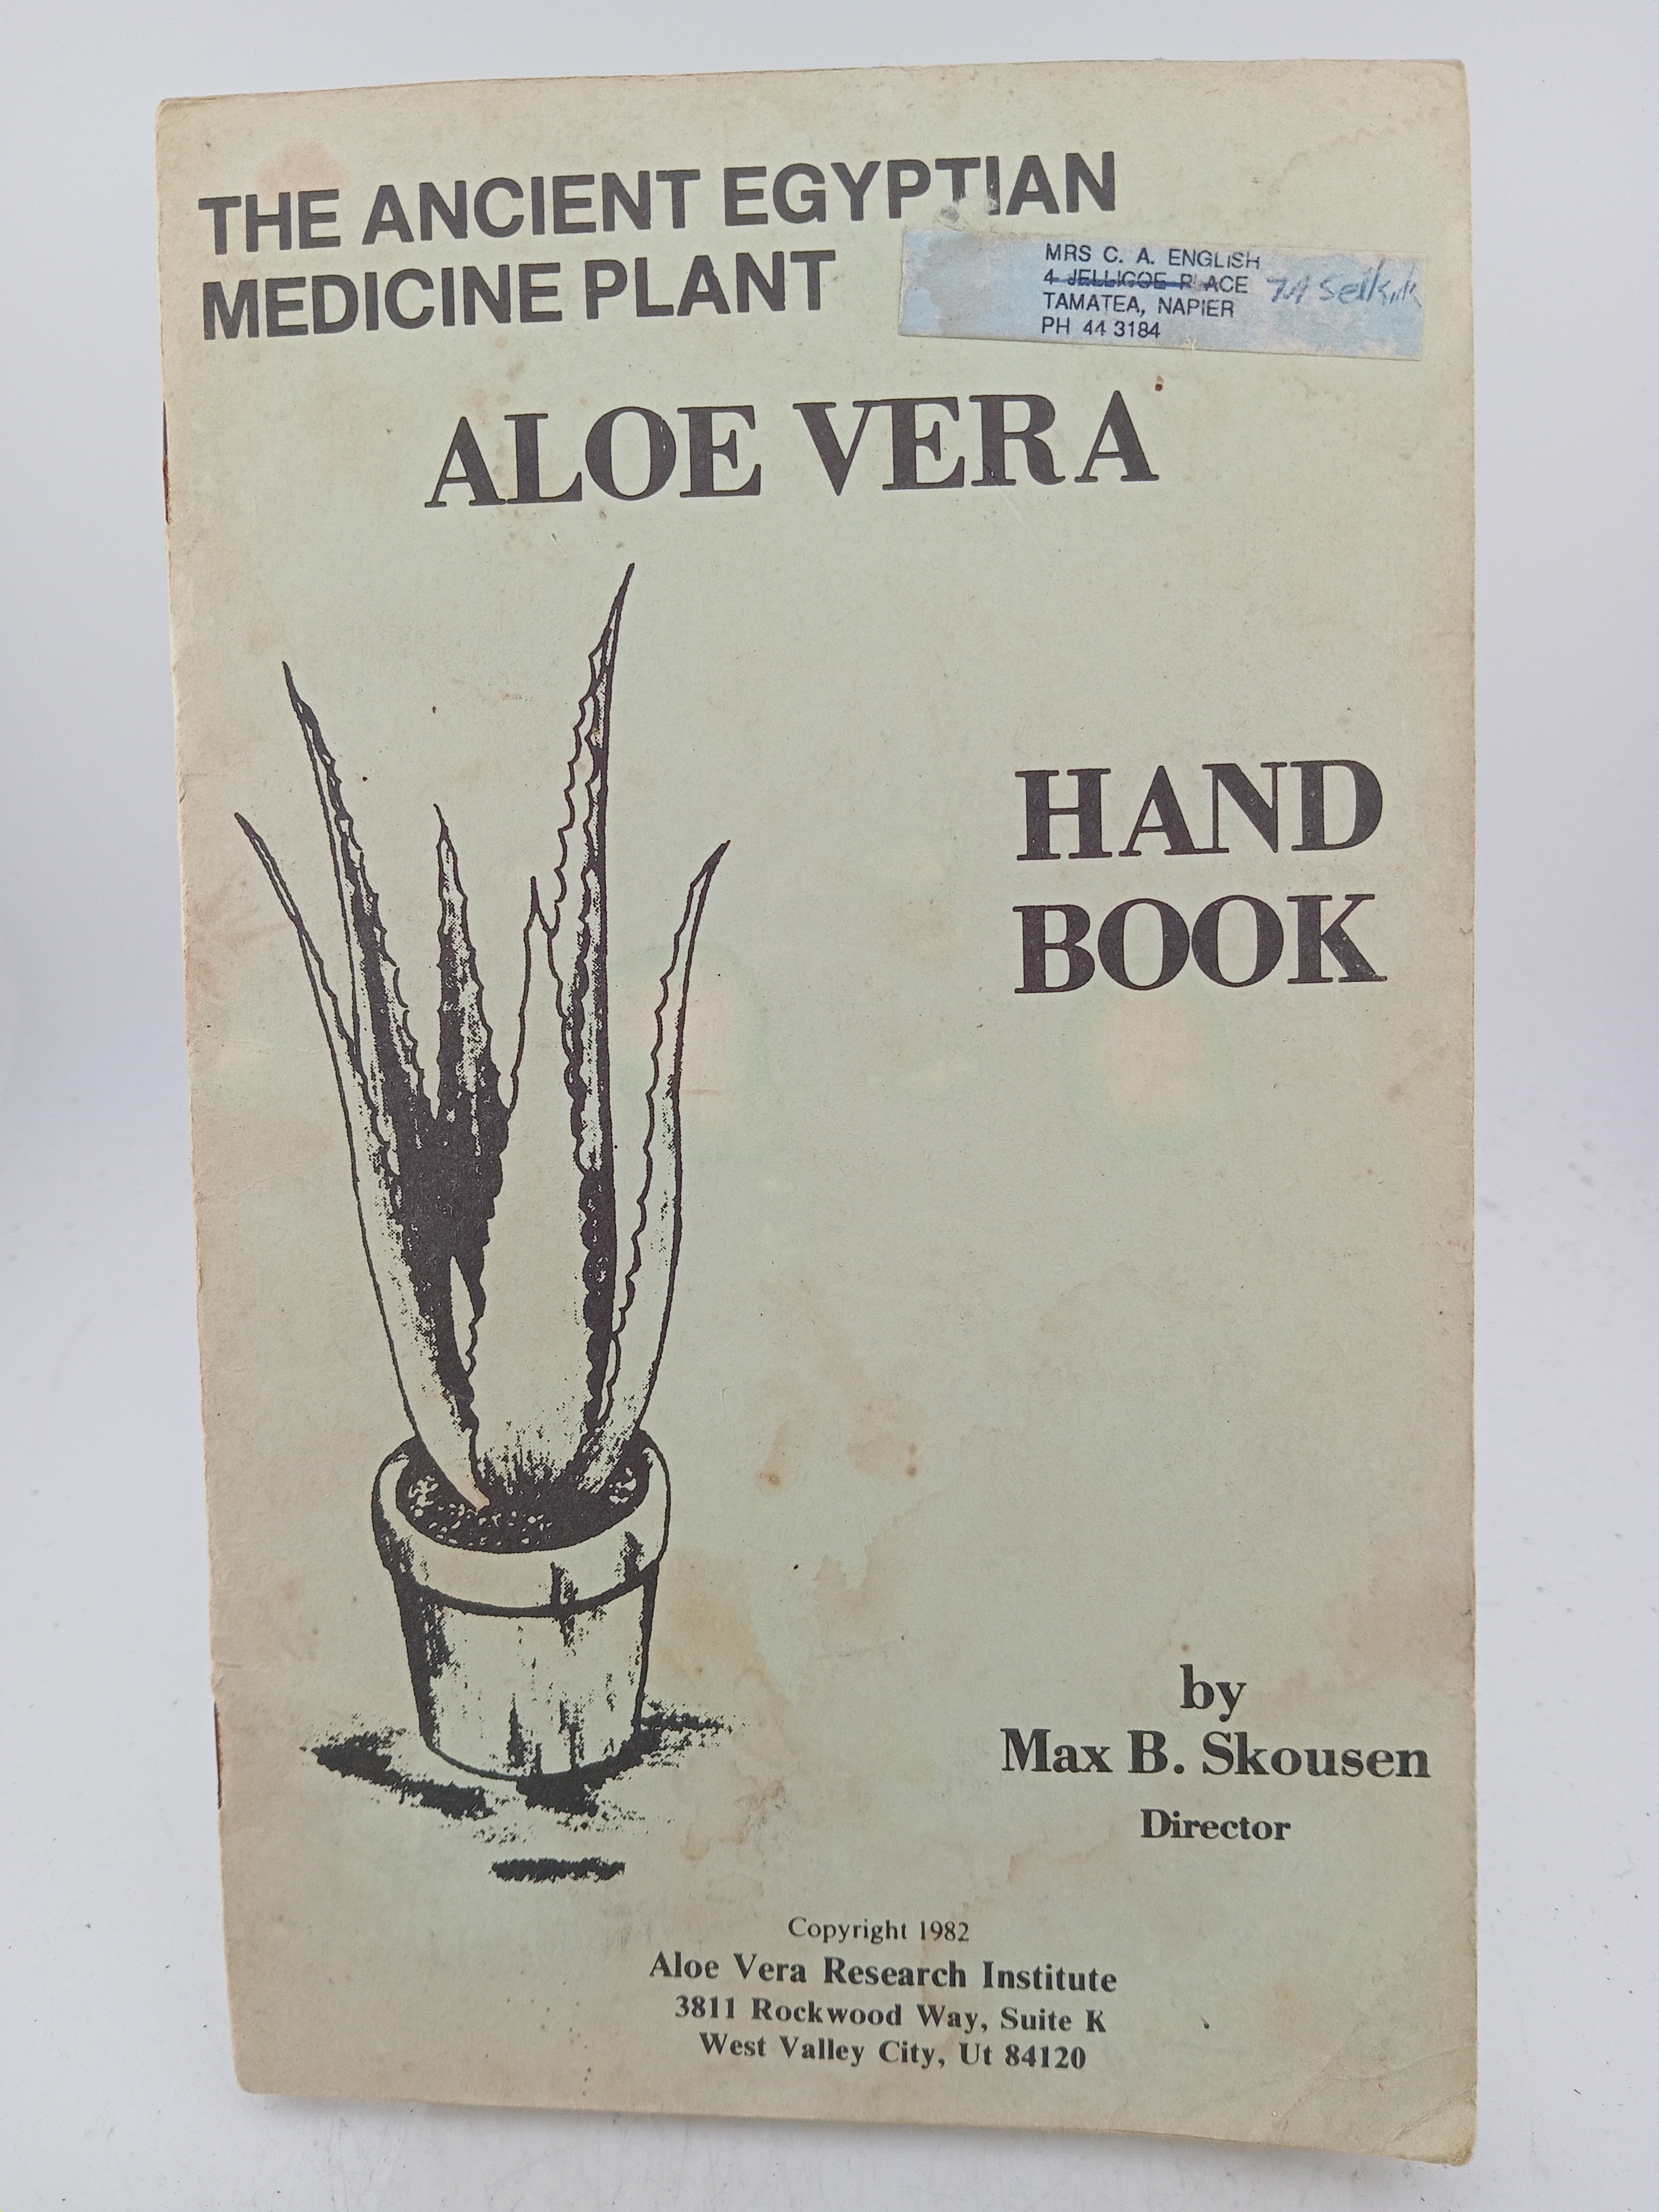 THE ANCIENT EGYPTIAN
MEDICINE PLANT
MRS C. A. ENGLISH
4 JELLICOE PLACE
TAMATEA, NAPIER
PH 44 3184
ALOE VERA
HAND
BOOK
by
Max B. Skousen
Director
Copyright 1982
Aloe Vera Research Institute
3811 Rockwood Way, Suite K
West Valley City, Ut 84120